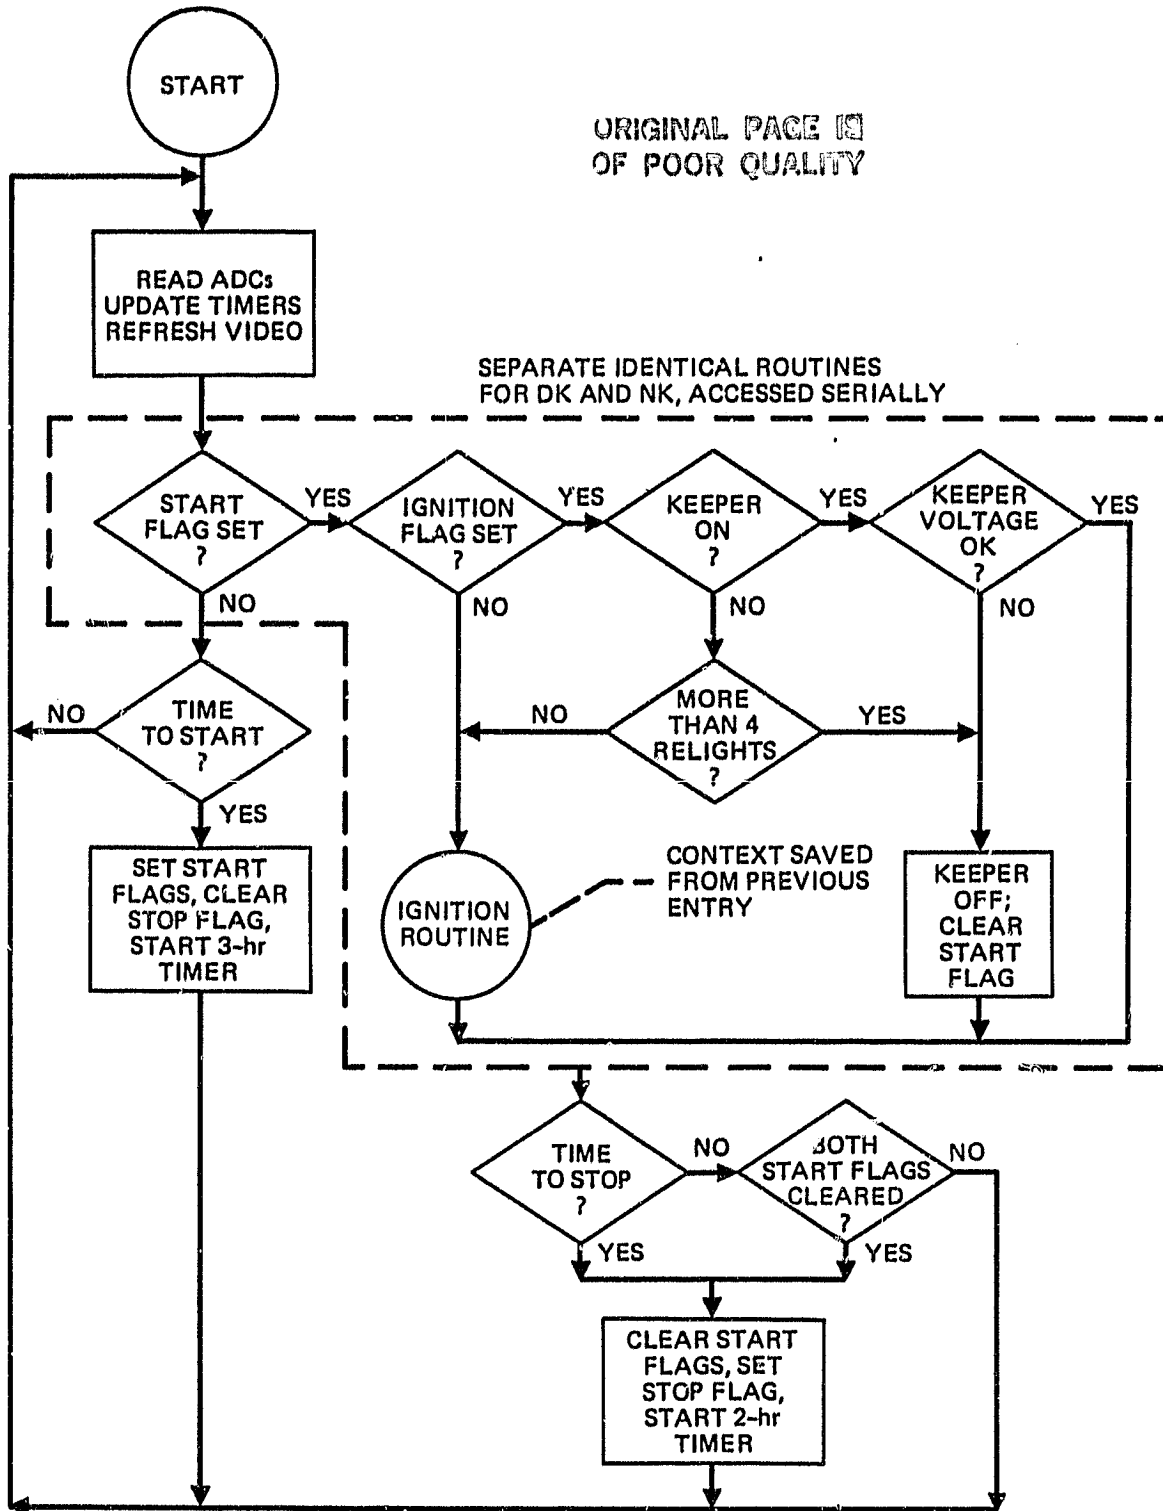 START
ORIGINAL PAGE IS
OF POOR QUALITY
READ ADCs
UPDATE TIMERS
REFRESH VIDEO
SEPARATE IDENTICAL ROUTINES
FOR DK AND NK, ACCESSED SERIALLY
START
FLAG SET
?
YES
IGNITION
FLAG SET
?
YES
KEEPER
ON
?
YES
KEEPER
VOLTAGE
OK
?
YES
NO
NO
NO
NO
TIME
TO START
?
NO
YES
MORE
THAN 4
RELIGHTS
?
NO
YES
SET START
FLAGS, CLEAR
STOP FLAG,
START 3-hr
TIMER
IGNITION
ROUTINE
CONTEXT SAVED
FROM PREVIOUS
ENTRY
KEEPER
OFF;
CLEAR
START
FLAG
TIME
TO STOP
?
NO
BOTH
START FLAGS
CLEARED
?
NO
YES
YES
CLEAR START
FLAGS, SET
STOP FLAG,
START 2-hr
TIMER